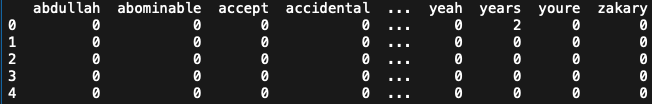 abdullah abominable accept accidental ... yeah years youre zakary
0 0 0 0 0 ... 0 2 0 0
1 0 0 0 0 ... 0 0 0 0
2 0 0 0 0 ... 0 0 0 0
3 0 0 0 0 ... 0 0 0 0
4 0 0 0 0 ... 0 0 0 0